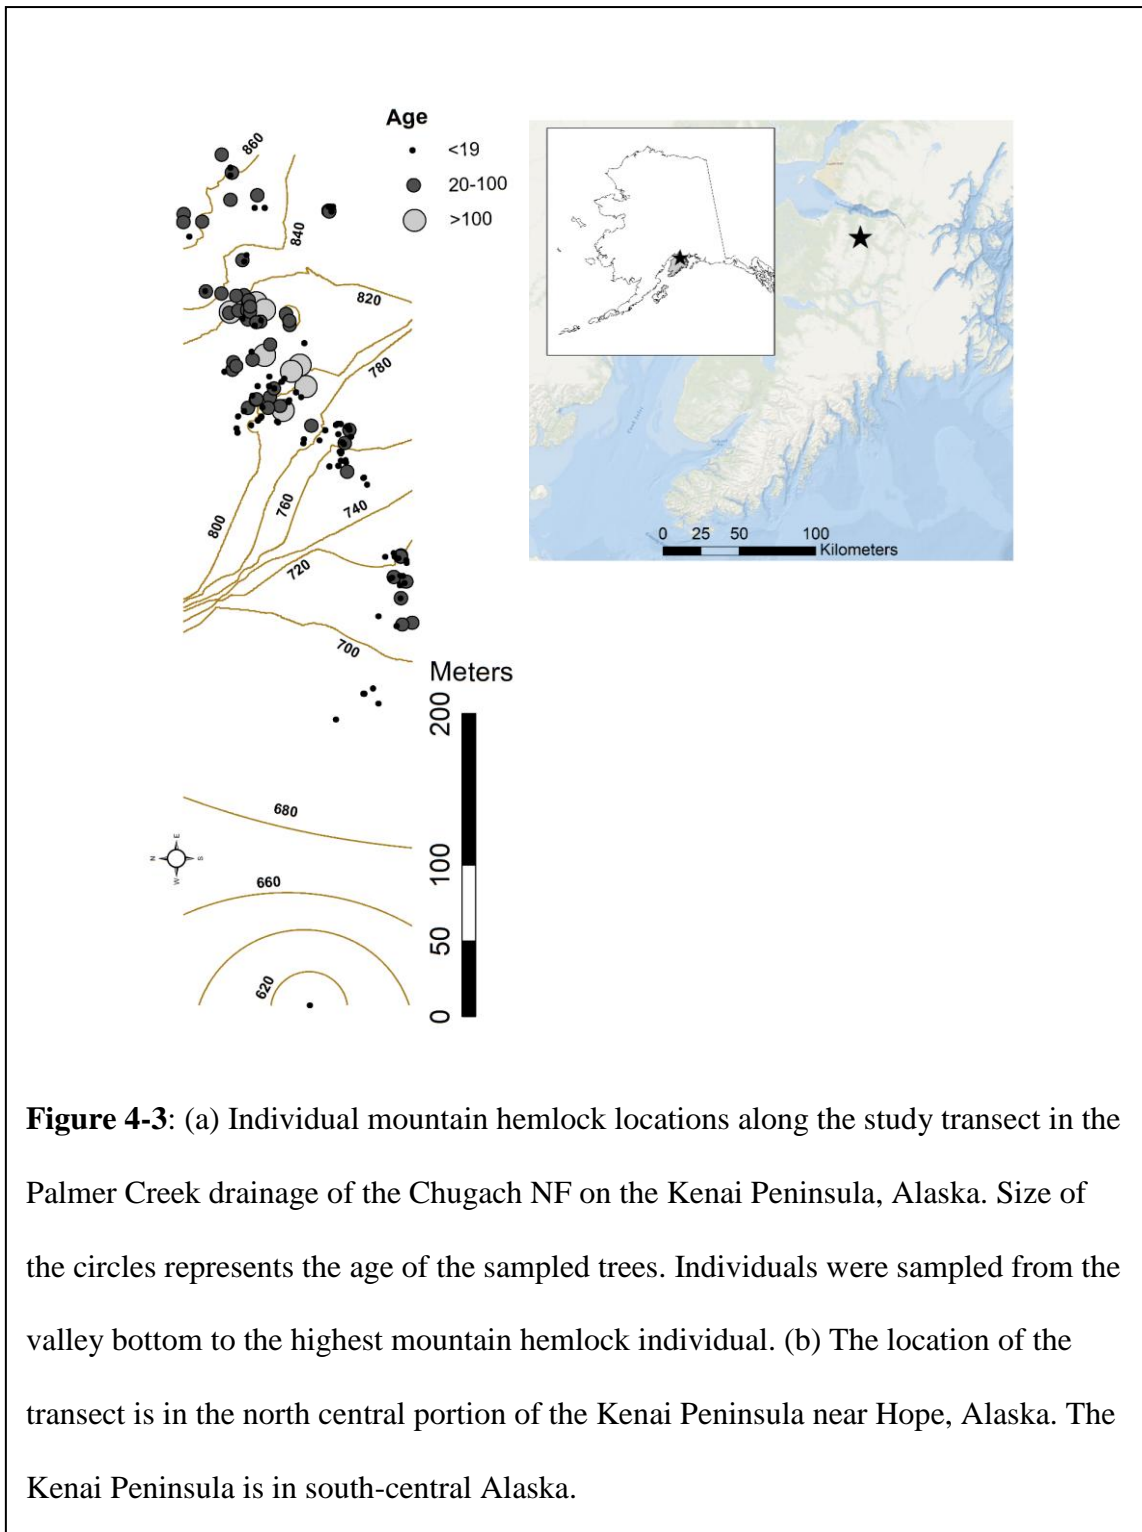 Age
<19
20-100
>100
860
840
820
780
760
740
800
720
700
Meters
200
680
100
660
50
620
0
N
E
S
W
0 25 50 100
Kilometers
Figure 4-3: (a) Individual mountain hemlock locations along the study transect in the
Palmer Creek drainage of the Chugach NF on the Kenai Peninsula, Alaska. Size of
the circles represents the age of the sampled trees. Individuals were sampled from the
valley bottom to the highest mountain hemlock individual. (b) The location of the
transect is in the north central portion of the Kenai Peninsula near Hope, Alaska. The
Kenai Peninsula is in south-central Alaska.